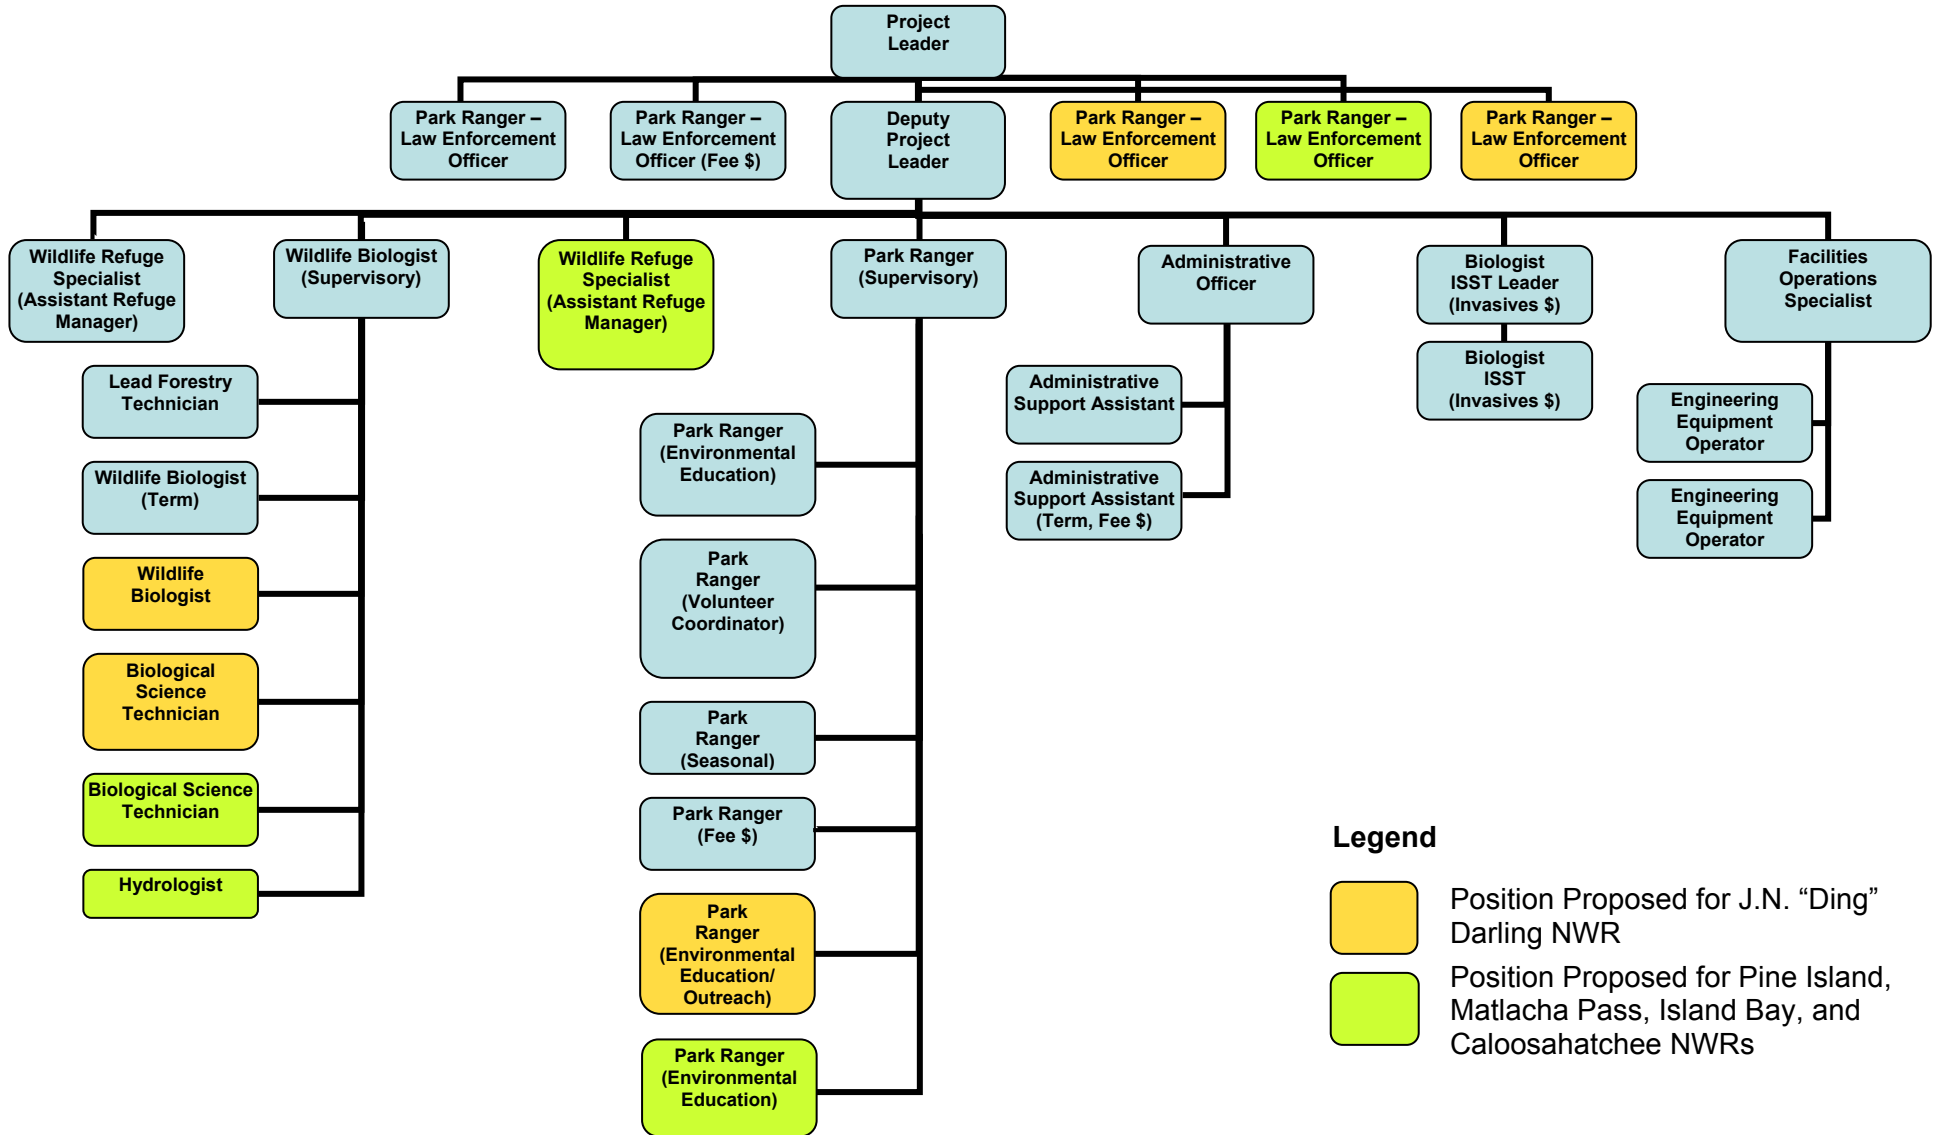 Project
Leader
Park Ranger –
Law Enforcement
Officer
Park Ranger –
Law Enforcement
Officer (Fee $)
Deputy
Project
Leader
Park Ranger –
Law Enforcement
Officer
Park Ranger –
Law Enforcement
Officer
Park Ranger –
Law Enforcement
Officer
Wildlife Refuge
Specialist
(Assistant Refuge
Manager)
Wildlife Biologist
(Supervisory)
Wildlife Refuge
Specialist
(Assistant Refuge
Manager)
Park Ranger
(Supervisory)
Administrative
Officer
Biologist
ISST Leader
(Invasives $)
Facilities
Operations
Specialist
Lead Forestry
Technician
Wildlife Biologist
(Term)
Wildlife
Biologist
Biological
Science
Technician
Biological Science
Technician
Hydrologist
Park Ranger
(Environmental
Education)
Park
Ranger
(Volunteer
Coordinator)
Park
Ranger
(Seasonal)
Park Ranger
(Fee $)
Park
Ranger
(Environmental
Education/
Outreach)
Park Ranger
(Environmental
Education)
Administrative
Support Assistant
Administrative
Support Assistant
(Term, Fee $)
Biologist
ISST
(Invasives $)
Engineering
Equipment
Operator
Engineering
Equipment
Operator
Legend
Position Proposed for J.N. “Ding”
Darling NWR
Position Proposed for Pine Island,
Matlacha Pass, Island Bay, and
Caloosahatchee NWRs